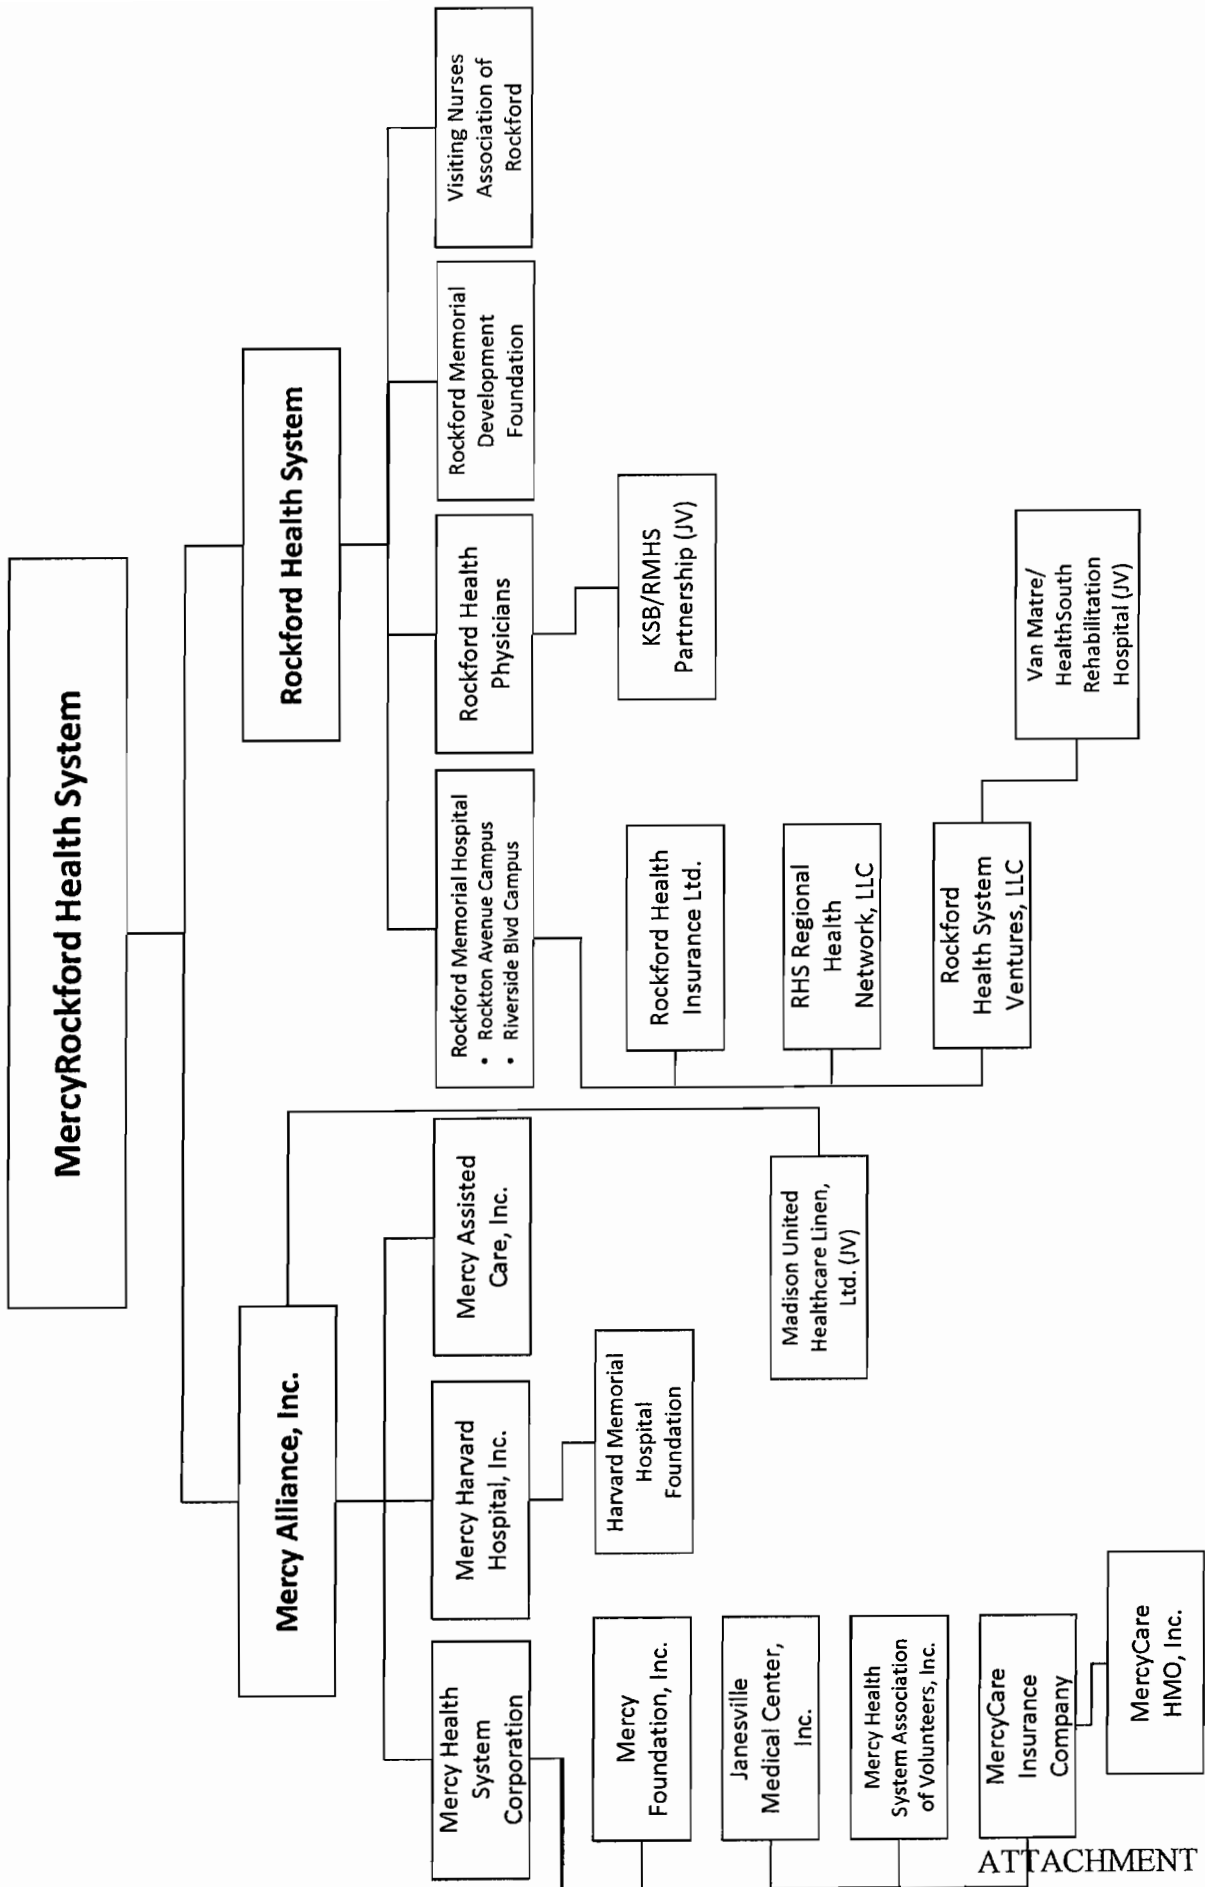 MercyRockford Health System
Mercy Alliance, Inc.
Rockford Health System
Mercy Health
System
Corporation
Mercy Harvard
Hospital, Inc.
Mercy Assisted
Care, Inc.
Rockford Memorial Hospital
• Rockton Avenue Campus
• Riverside Blvd Campus
Rockford Health
Physicians
Rockford Memorial
Development
Foundation
Visiting Nurses
Association of
Rockford
Mercy
Foundation, Inc.
Harvard Memorial
Hospital
Foundation
Rockford Health
Insurance Ltd.
KSB/RMHS
Partnership (JV)
Janesville
Medical Center,
Inc.
Madison United
Healthcare Linen,
Ltd. (JV)
RHS Regional
Health
Network, LLC
Mercy Health
System Association
of Volunteers, Inc.
Rockford
Health System
Ventures, LLC
MercyCare
Insurance
Company
Van Matre/
HealthSouth
Rehabilitation
Hospital (JV)
MercyCare
HMO, Inc.
ATTACHMENT